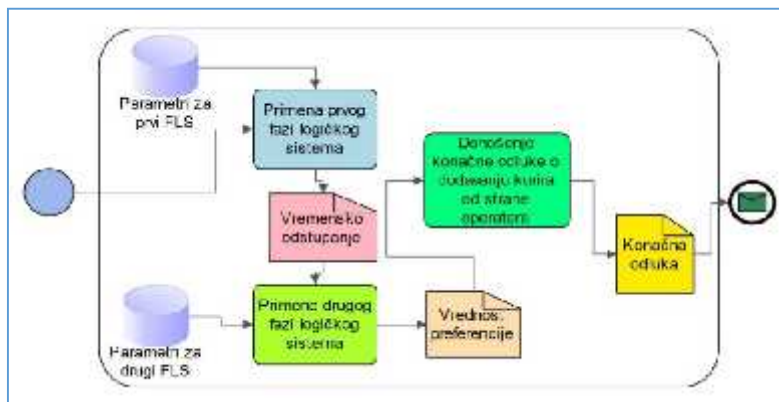 Parametri za
prvi FLS
Primena prvog
fazi logičkog
sistema
Vremensko
odstupanje
Parametri za
drugi FLS
Primena drugog
fazi logičkog
sistema
Vrednost
preferencije
Donošenje
konačne odluke o
dodavanju kurira
od strane
operatera
Konačna
odluka